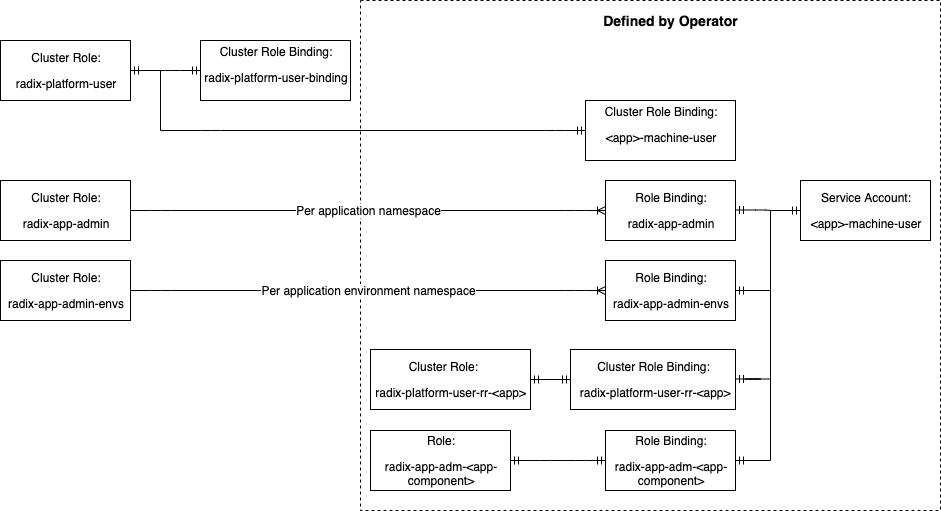 Defined by Operator
Cluster Role:
radix-platform-user
Cluster Role Binding:
radix-platform-user-binding
Cluster Role Binding:
<app>-machine-user
Cluster Role:
radix-app-admin
Per application namespace
Role Binding:
radix-app-admin
Service Account:
<app>-machine-user
Cluster Role:
radix-app-admin-envs
Per application environment namespace
Role Binding:
radix-app-admin-envs
Cluster Role:
radix-platform-user-rr-<app>
Cluster Role Binding:
radix-platform-user-rr-<app>
Role:
radix-app-adm-<app-
component>
Role Binding:
radix-app-adm-<app-
component>